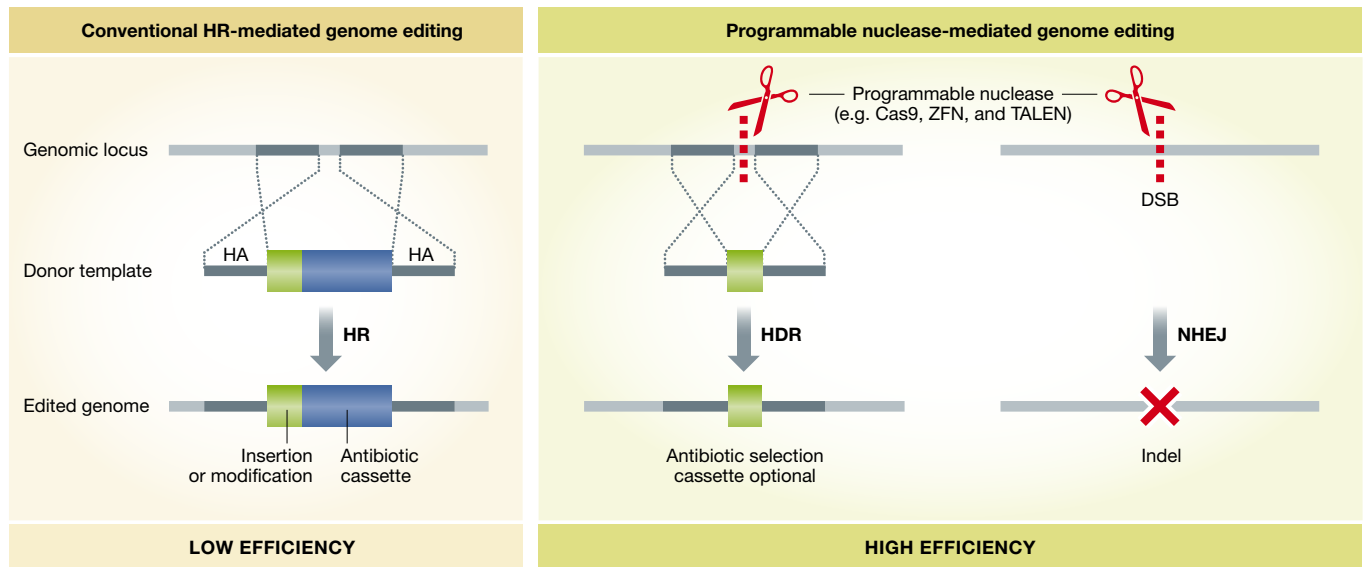 Conventional HR-mediated genome editing
Programmable nuclease-mediated genome editing
Programmable nuclease
(e.g. Cas9, ZFN, and TALEN)
Genomic locus
DSB
HA
HA
Donor template
HR
HDR
NHEJ
Edited genome
Insertion
or modification
Antibiotic
cassette
Antibiotic selection
cassette optional
Indel
LOW EFFICIENCY
HIGH EFFICIENCY